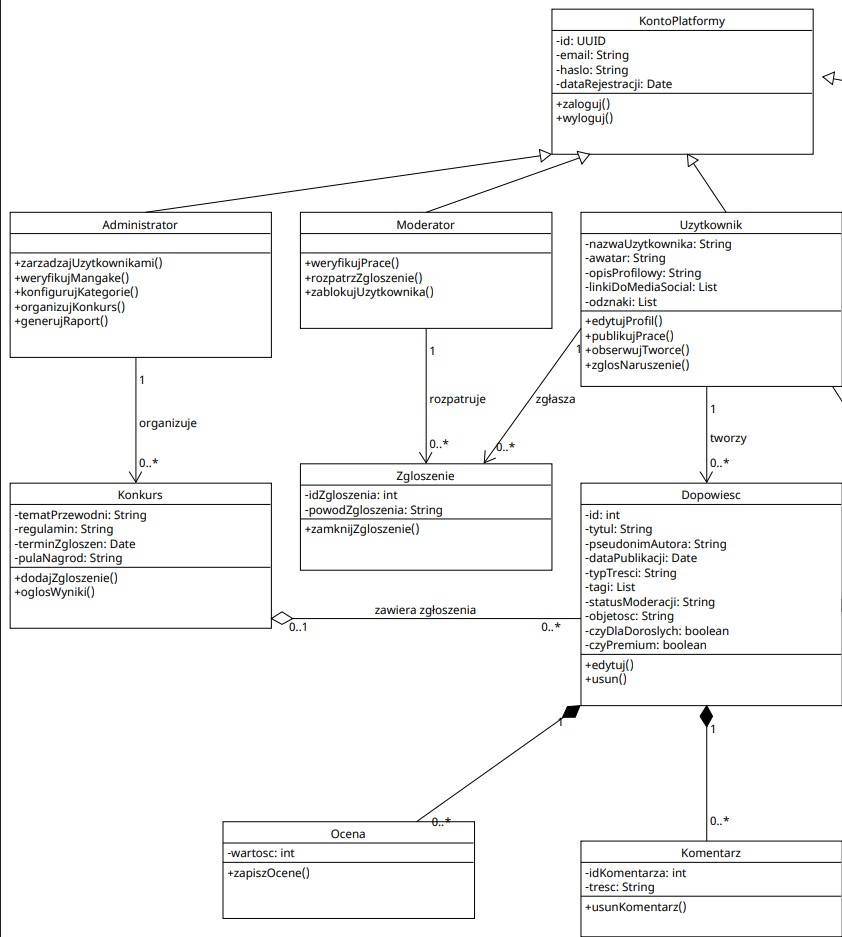 KontoPlatformy
-id: UUID
-email: String
-haslo: String
-dataRejestracji: Date
+zaloguj()
+wyloguj()
Administrator
+zarzadzajUzytkownikami()
+weryfikujMangake()
+konfigurujKategorie()
+organizujKonkurs()
+generujRaport()
Moderator
+weryfikujPrace()
+rozpatrzZgloszenie()
+zablokujUzytkownika()
Uzytkownik
-nazwaUzytkownika: String
-awatar: String
-opisProfilowy: String
-linkiDoMediaSocial: List
-odznaki: List
+edytujProfil()
+publikujPrace()
+obserwujTworce()
+zglosNaruszenie()
1
organizuje
0..*
1
rozpatruje
0..*
1
zgłasza
0..*
1
tworzy
0..*
Konkurs
-tematPrzewodni: String
-regulamin: String
-terminZgloszen: Date
-pulaNagrod: String
+dodajZgloszenie()
+oglosWyniki()
Zgloszenie
-idZgloszenia: int
-powodZgloszenia: String
+zamknijZgloszenie()
Dopowiesc
-id: int
-tytul: String
-pseudonimAutora: String
-dataPublikacji: Date
-typTresci: String
-tagi: List
-statusModeracji: String
-objetosc: String
-czyDlaDoroslych: boolean
-czyPremium: boolean
+edytuj()
+usun()
zawiera zgłoszenia
0..1
0..*
1
0..*
1
0..*
Ocena
-wartosc: int
+zapiszOcene()
Komentarz
-idKomentarza: int
-tresc: String
+usunKomentarz()